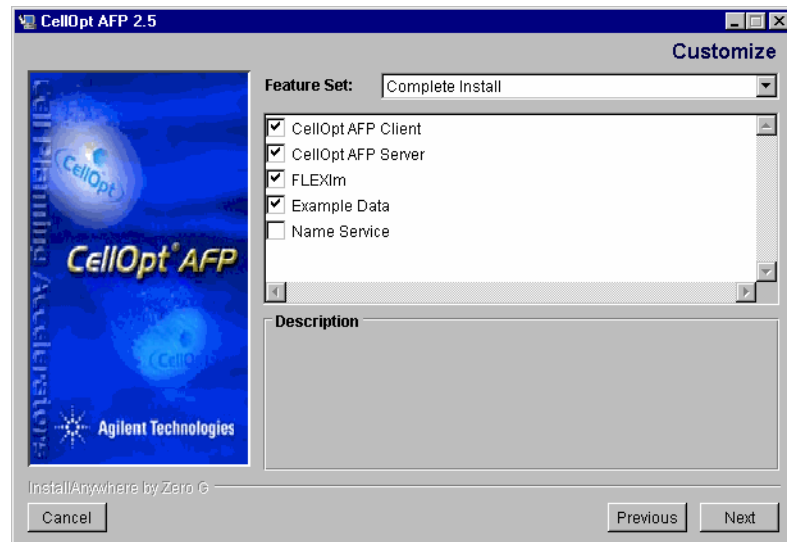 CellOpt AFP 2.5
Customize
Feature Set:
Complete Install
CellOpt AFP Client
CellOpt AFP Server
FLEXlm
Example Data
Name Service
CellOpt
CellOpt® AFP
Agilent Technologies
Description
InstallAnywhere by Zero G
Cancel
Previous
Next